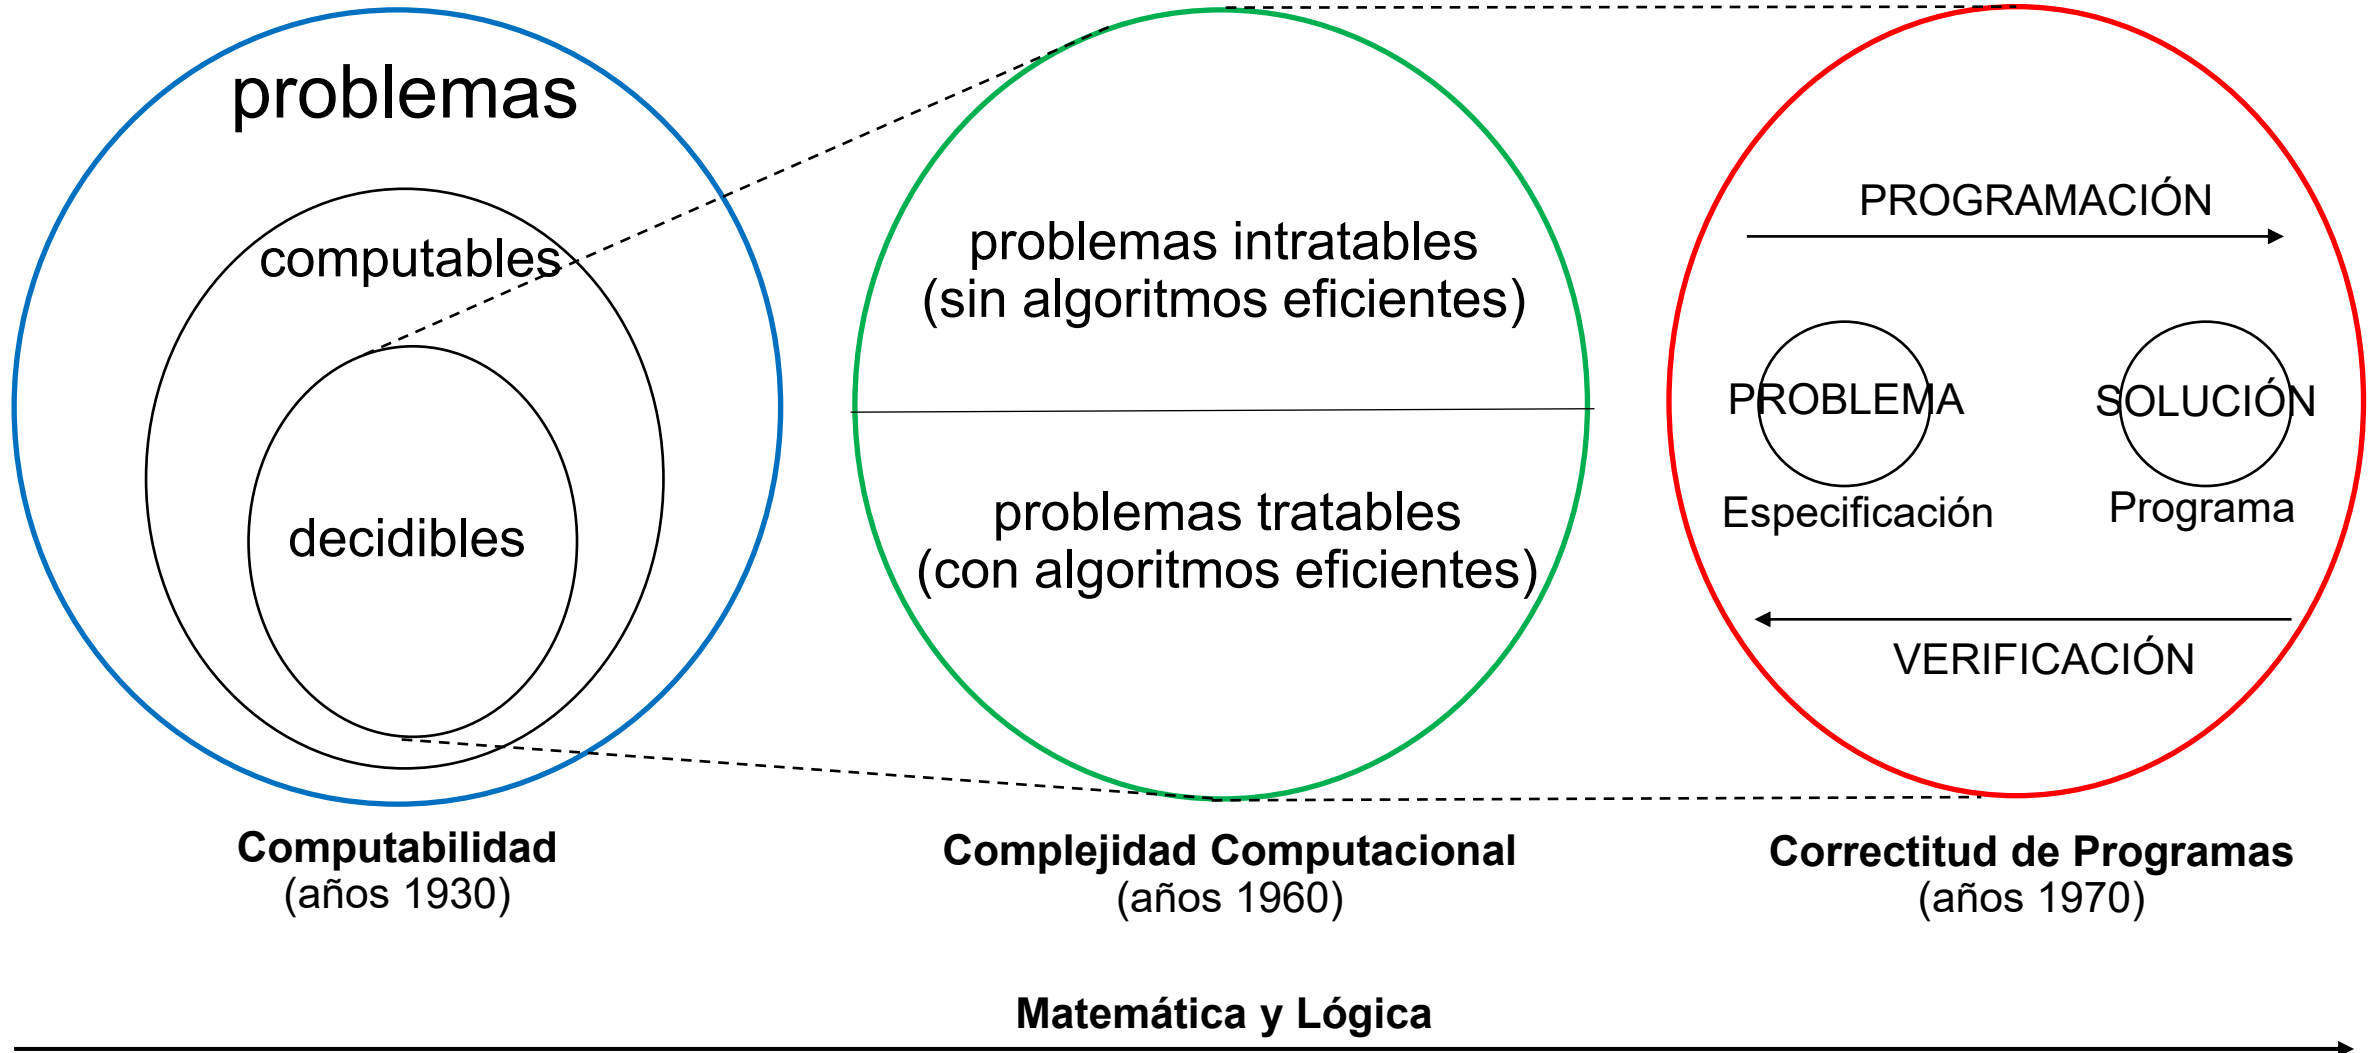 problemas
computables
decidibles
Computabilidad
(años 1930)
problemas intratables
(sin algoritmos eficientes)
problemas tratables
(con algoritmos eficientes)
Complejidad Computacional
(años 1960)
PROGRAMACIÓN
PROBLEMA
SOLUCIÓN
Especificación
Programa
VERIFICACIÓN
Correctitud de Programas
(años 1970)
Matemática y Lógica